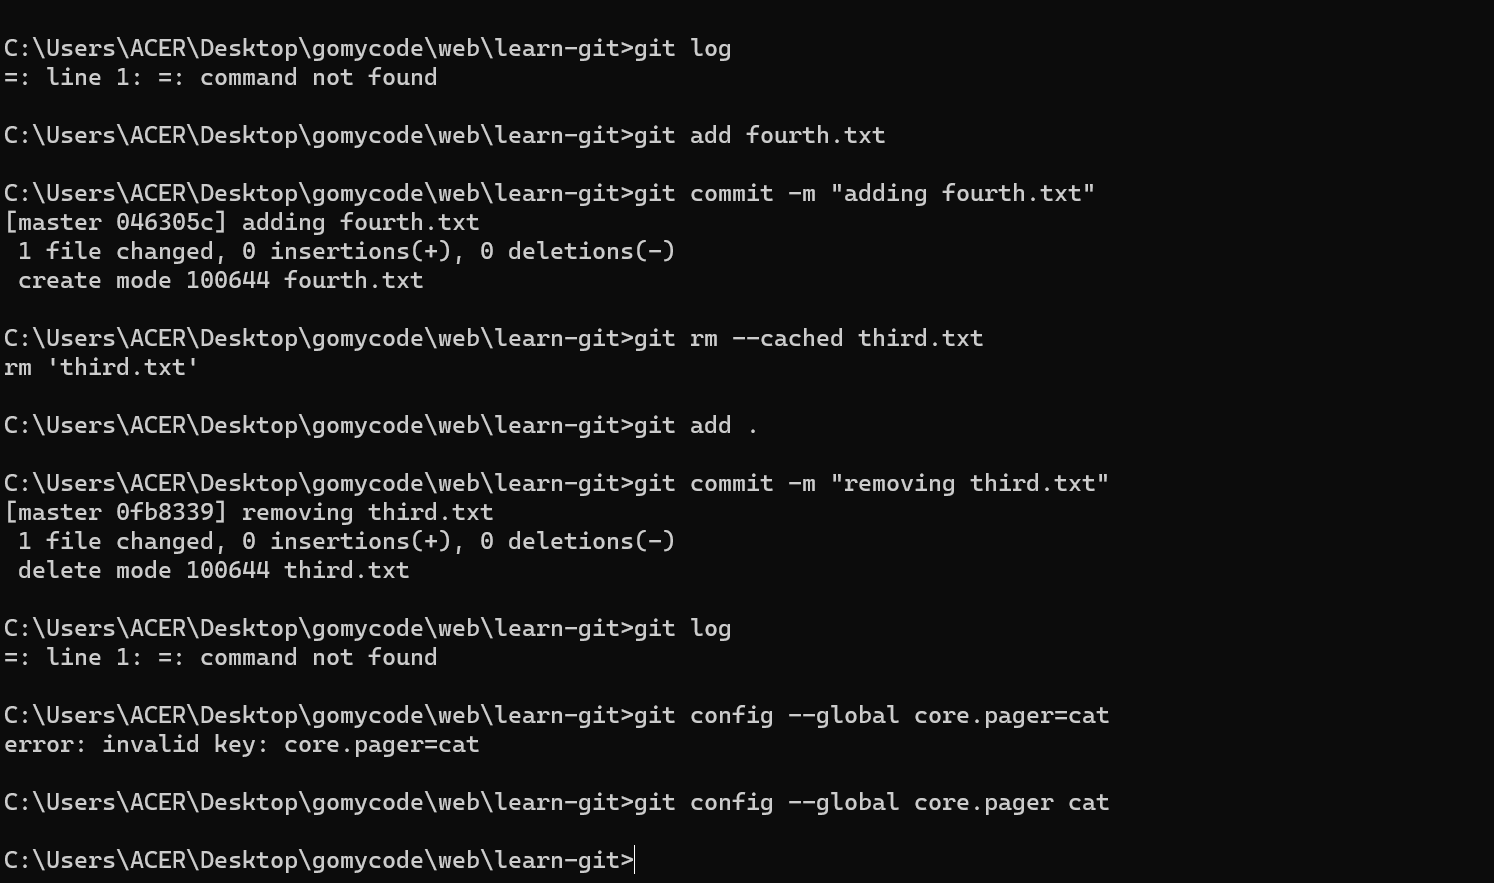 C:\Users\ACER\Desktop\gomycode\web\learn-git>git log
=: line 1: =: command not found
C:\Users\ACER\Desktop\gomycode\web\learn-git>git add fourth.txt
C:\Users\ACER\Desktop\gomycode\web\learn-git>git commit -m "adding fourth.txt"
[master 046305c] adding fourth.txt
 1 file changed, 0 insertions(+), 0 deletions(-)
 create mode 100644 fourth.txt
C:\Users\ACER\Desktop\gomycode\web\learn-git>git rm --cached third.txt
rm 'third.txt'
C:\Users\ACER\Desktop\gomycode\web\learn-git>git add .
C:\Users\ACER\Desktop\gomycode\web\learn-git>git commit -m "removing third.txt"
[master 0fb8339] removing third.txt
 1 file changed, 0 insertions(+), 0 deletions(-)
 delete mode 100644 third.txt
C:\Users\ACER\Desktop\gomycode\web\learn-git>git log
=: line 1: =: command not found
C:\Users\ACER\Desktop\gomycode\web\learn-git>git config --global core.pager=cat
error: invalid key: core.pager=cat
C:\Users\ACER\Desktop\gomycode\web\learn-git>git config --global core.pager cat
C:\Users\ACER\Desktop\gomycode\web\learn-git>